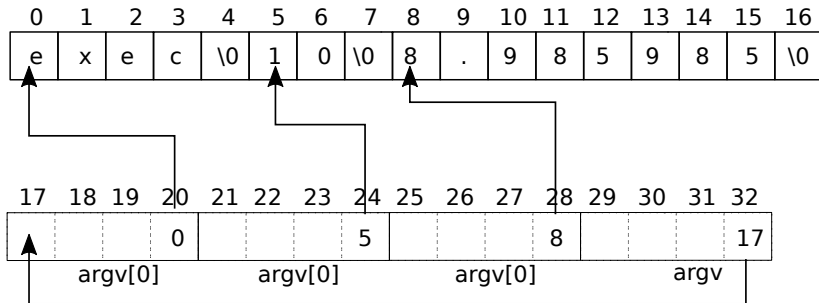 0 1 2 3 4 5 6 7 8 9 10 11 12 13 14 15 16
e x e c \0 1 0 \0 8 . 9 8 5 9 8 5 \0
17 18 19 20 21 22 23 24 25 26 27 28 29 30 31 32
0 5 8 17
argv[0] argv[0] argv[0] argv